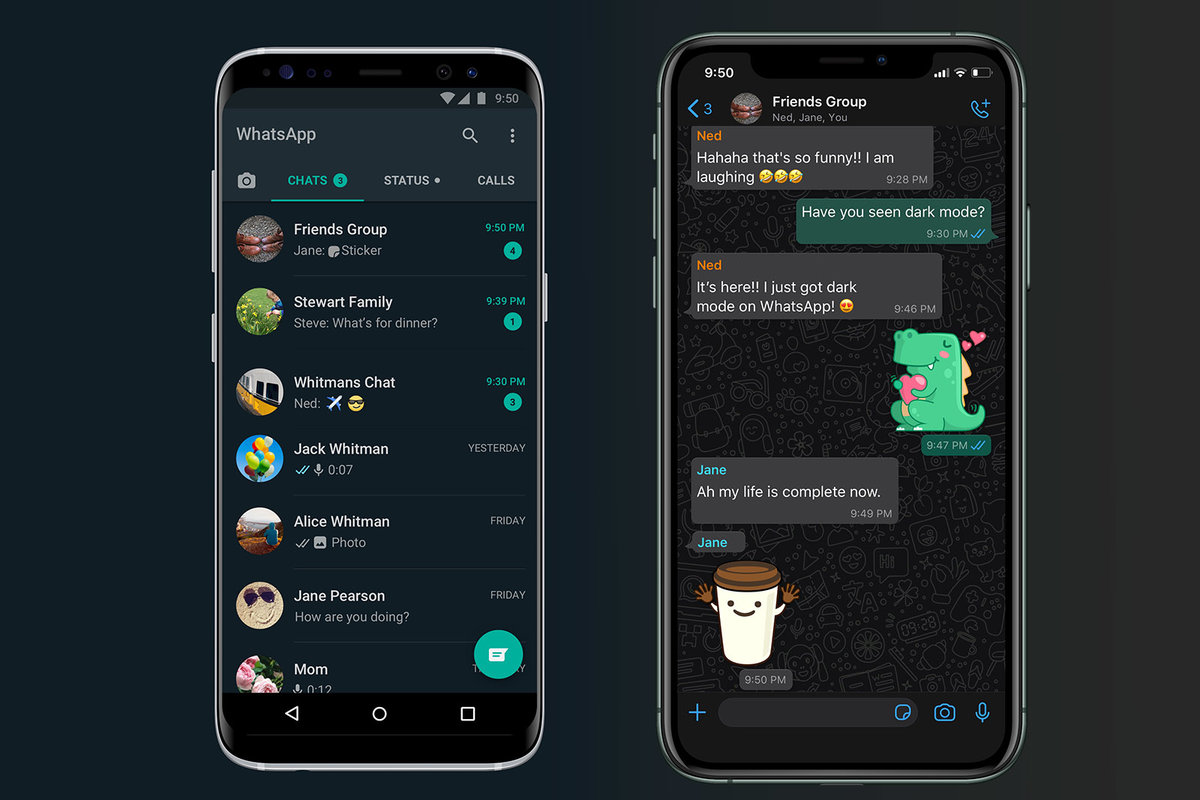 9:50
WhatsApp
CHATS 3
STATUS
CALLS
Friends Group
9:50 PM
Jane: Sticker
4
Stewart Family
9:39 PM
Steve: What's for dinner?
1
Whitmans Chat
9:30 PM
Ned: ✈️ 😎
3
Jack Whitman
YESTERDAY
0:07
Alice Whitman
FRIDAY
Photo
Jane Pearson
FRIDAY
How are you doing?
Mom
0:12
9:50
3
Friends Group
Ned, Jane, You
Ned
Hahaha that's so funny!! I am
laughing 🤣🤣🤣
9:28 PM
Have you seen dark mode?
9:30 PM
Ned
It's here!! I just got dark
mode on WhatsApp! 😍
9:46 PM
9:47 PM
Jane
Ah my life is complete now.
9:49 PM
Jane
Hi
09:28
9:50 PM